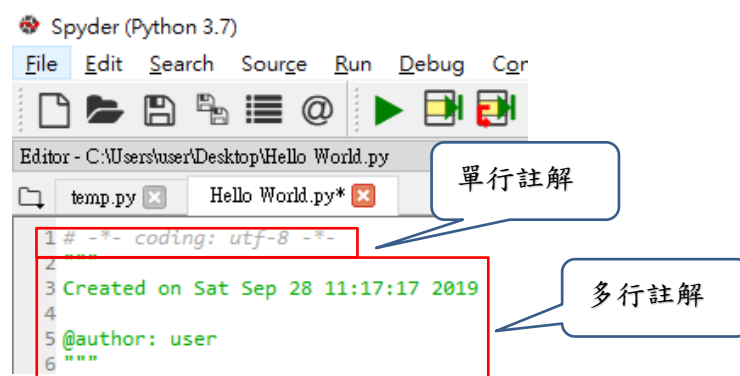 Spyder (Python 3.7)
File Edit Search Source Run Debug Cor
Editor - C:\Users\user\Desktop\Hello World.py
temp.py Hello World.py*
單行註解
1 # -*- coding: utf-8 -*-
2 """
3 Created on Sat Sep 28 11:17:17 2019
4
5 @author: user
6 """
多行註解